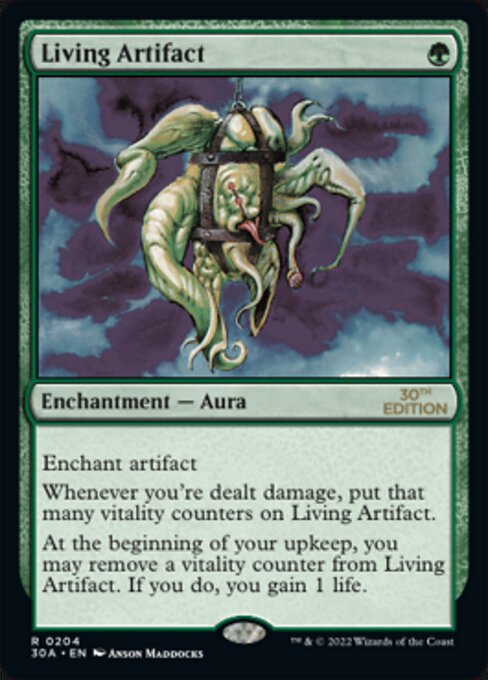 Living Artifact
Enchantment — Aura
30TH
EDITION
Enchant artifact
Whenever you're dealt damage, put that
many vitality counters on Living Artifact.
At the beginning of your upkeep, you
may remove a vitality counter from Living
Artifact. If you do, you gain 1 life.
R 0204
30A • EN Anson Maddocks
™ & © 2022 Wizards of the Coast